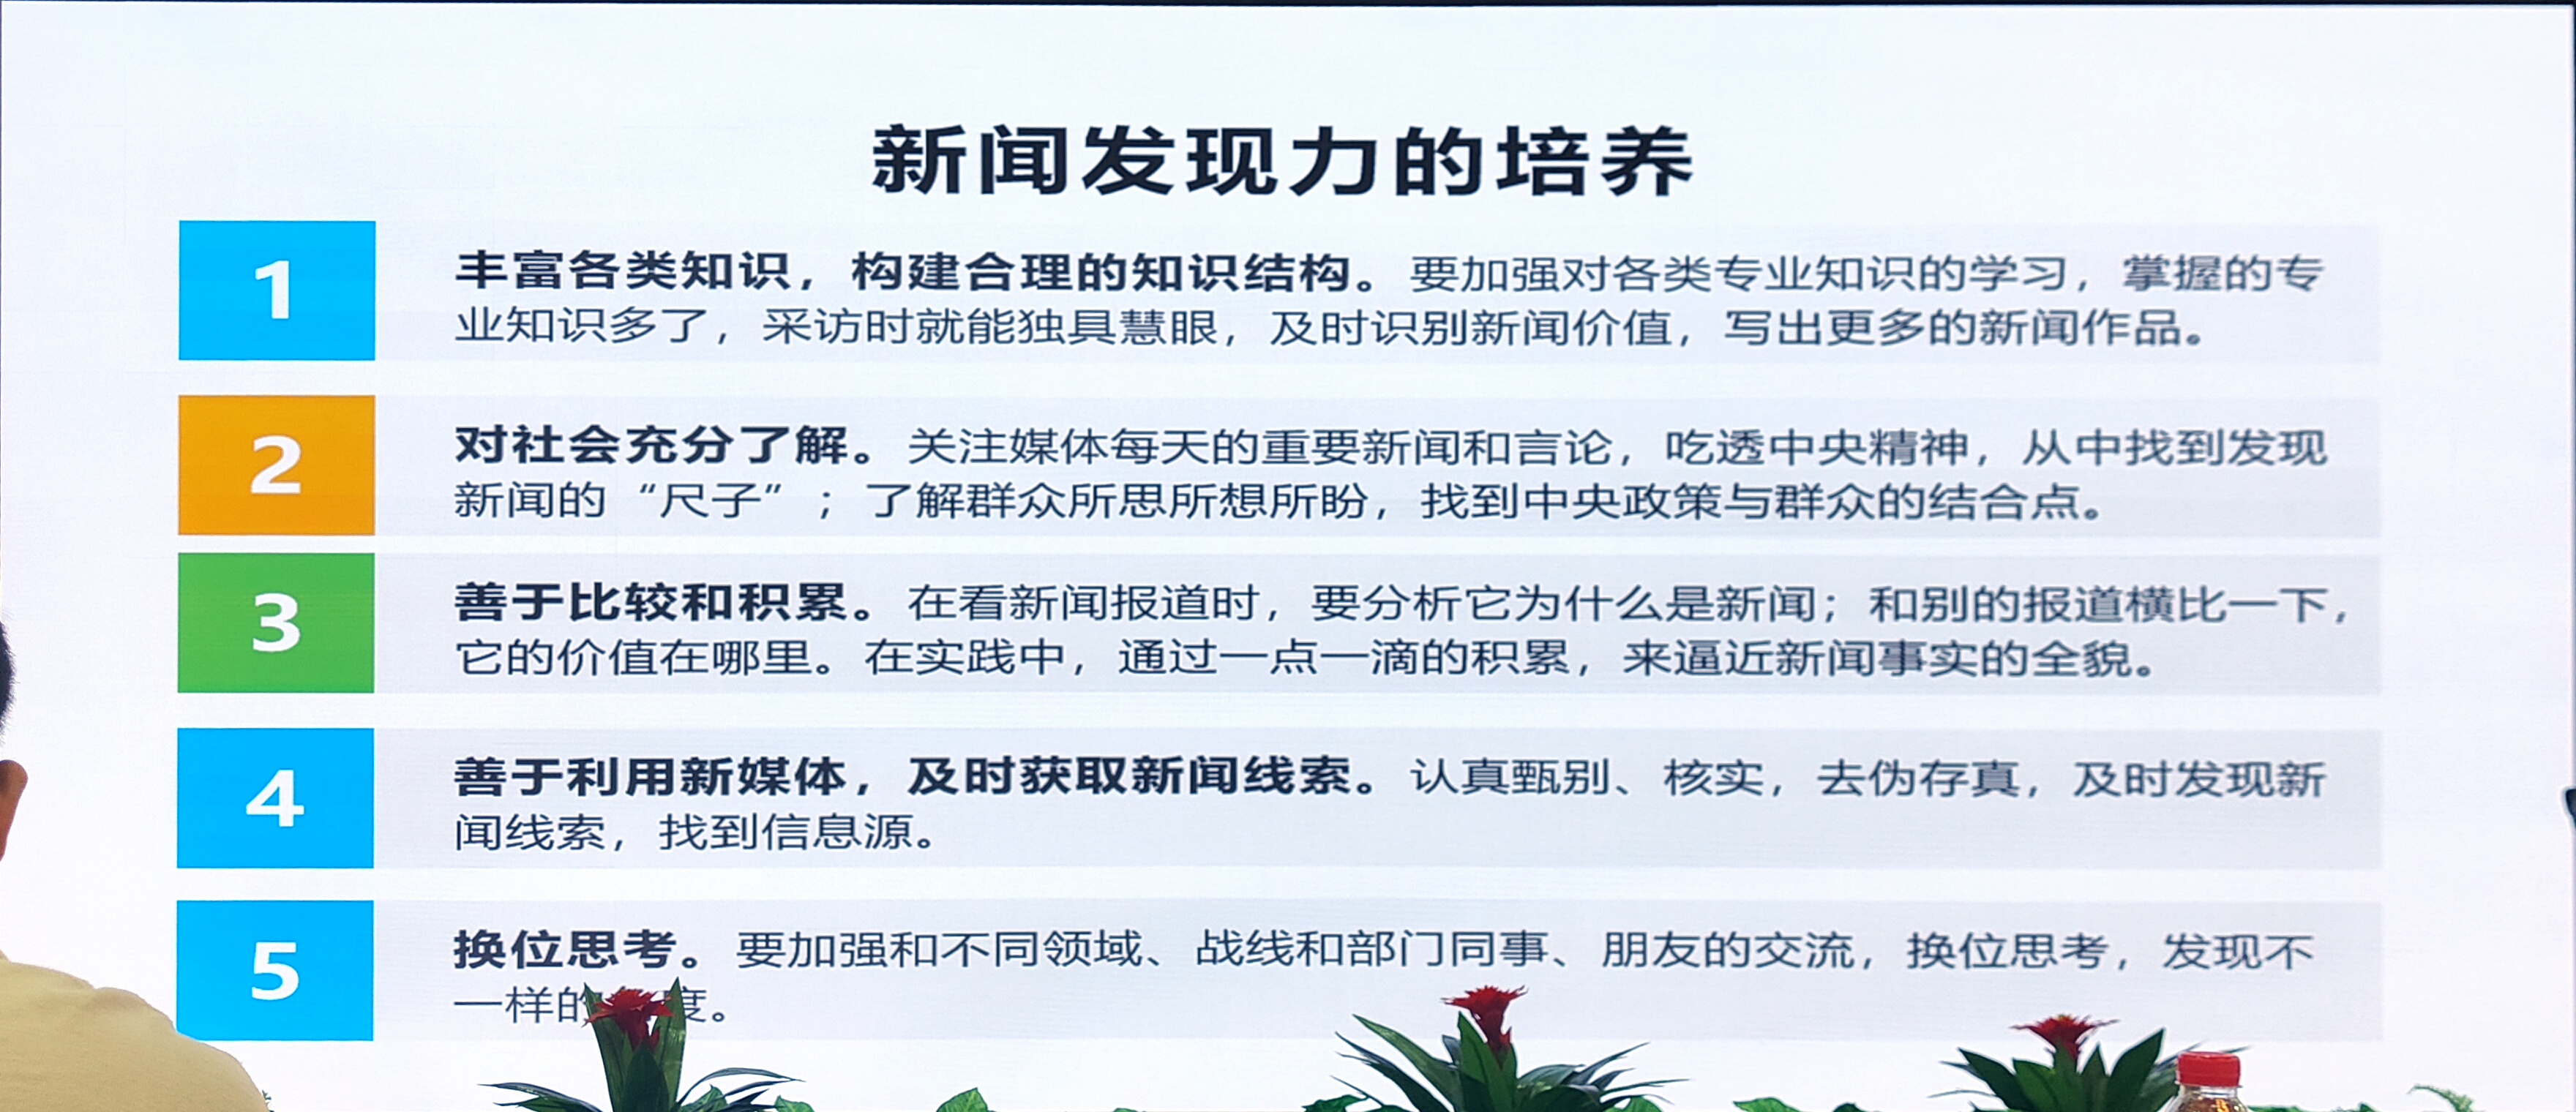 新闻发现力的培养
1
丰富各类知识，构建合理的知识结构。要加强对各类专业知识的学习，掌握的专
业知识多了，采访时就能独具慧眼，及时识别新闻价值，写出更多的新闻作品。
2
对社会充分了解。关注媒体每天的重要新闻和言论，吃透中央精神，从中找到发现
新闻的“尺子”；了解群众所思所想所盼，找到中央政策与群众的结合点。
3
善于比较和积累。在看新闻报道时，要分析它为什么是新闻；和别的报道横比一下，
它的价值在哪里。在实践中，通过一点一滴的积累，来逼近新闻事实的全貌。
4
善于利用新媒体，及时获取新闻线索。认真甄别、核实，去伪存真，及时发现新
闻线索，找到信息源。
5
换位思考。要加强和不同领域、战线和部门同事、朋友的交流，换位思考，发现不
一样的 度。